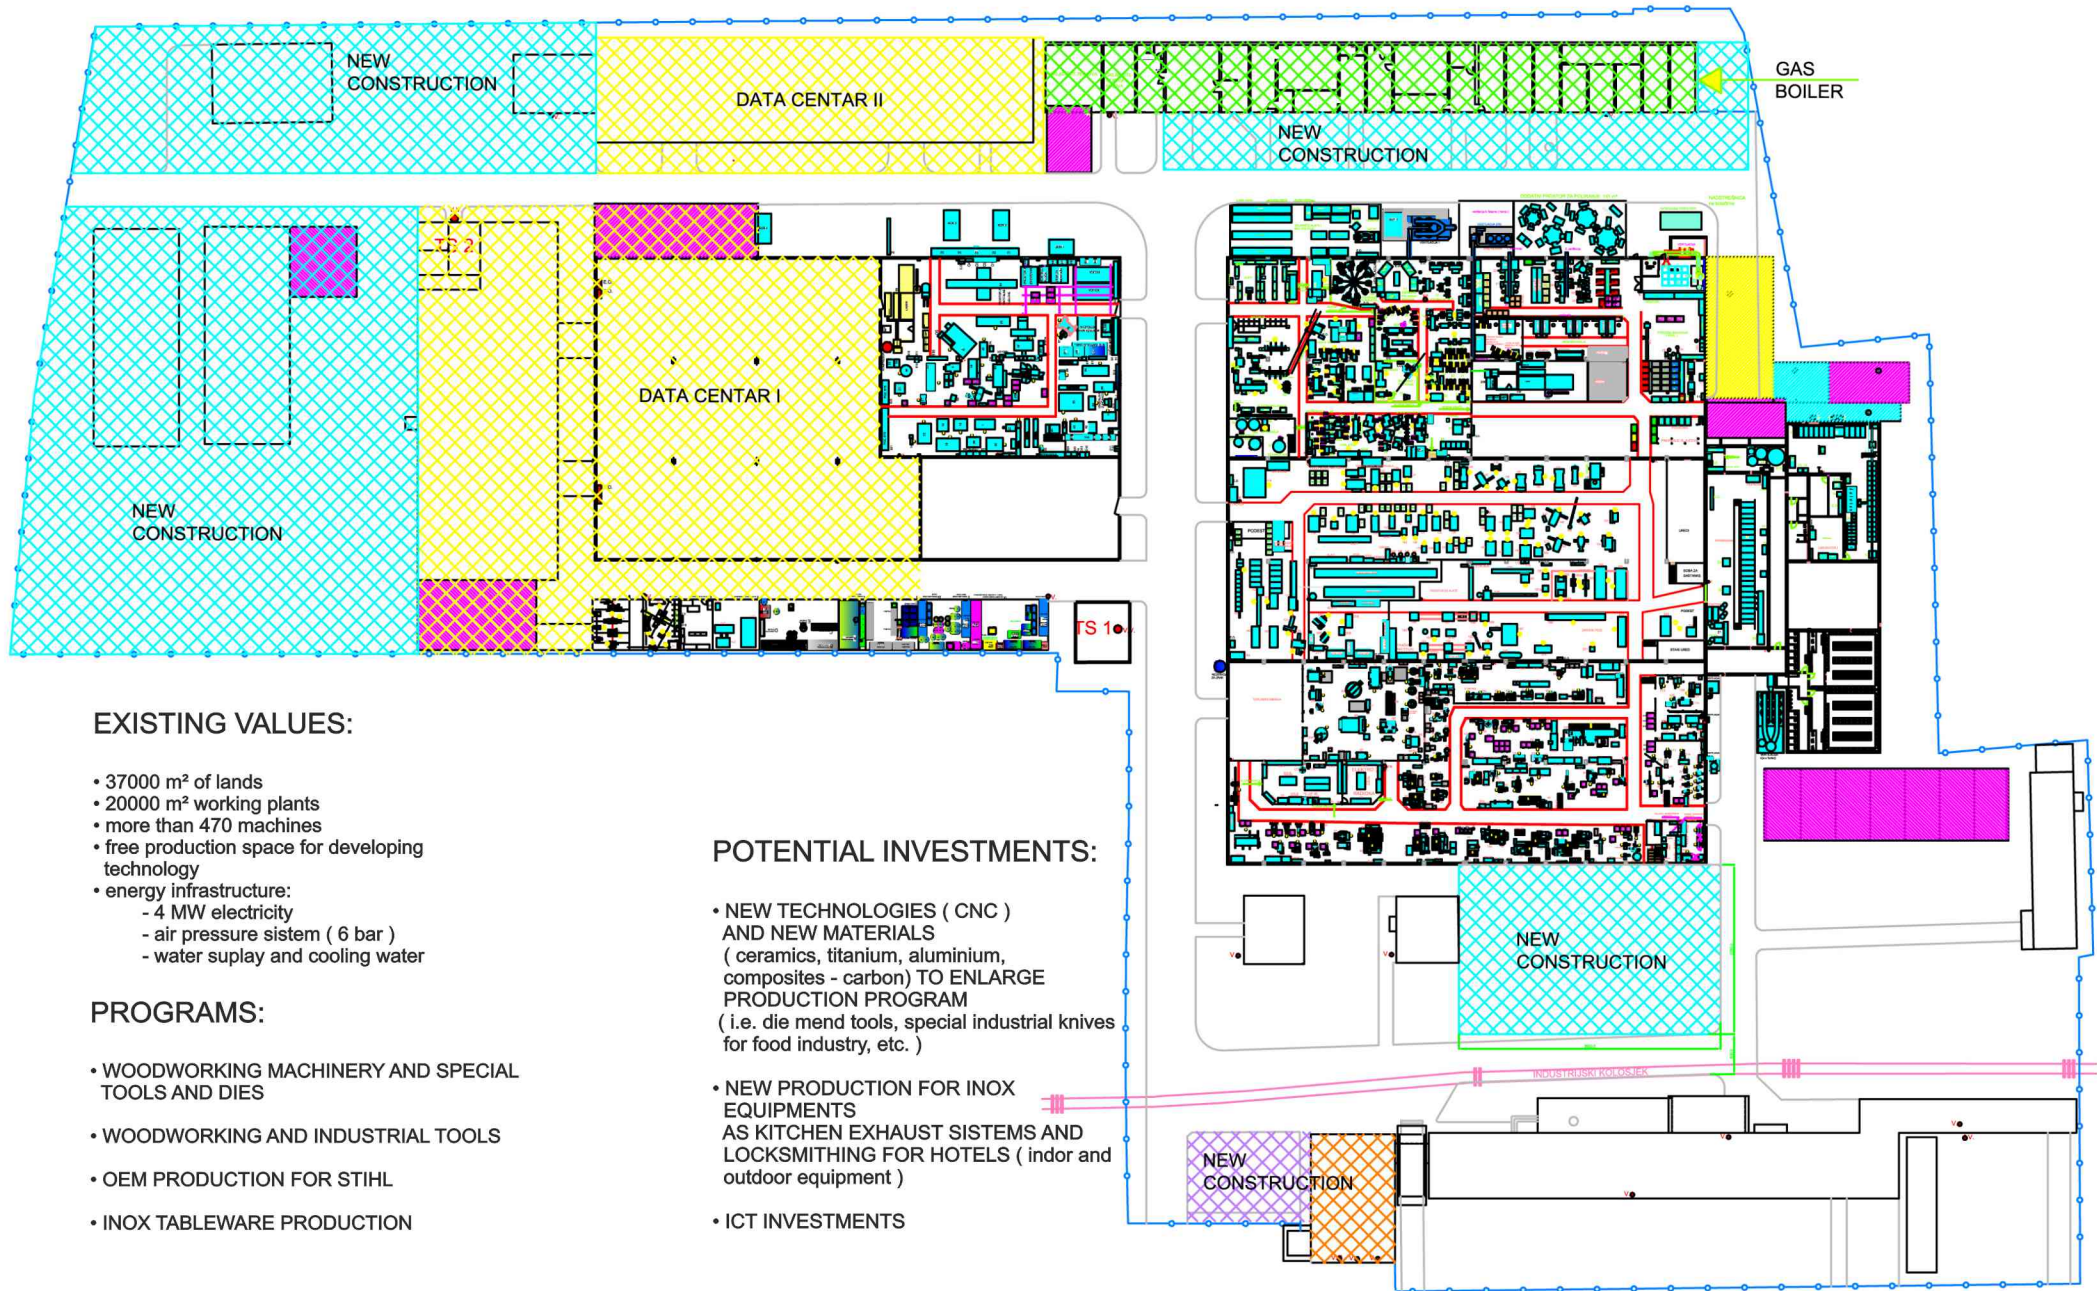 NEW
CONSTRUCTION
DATA CENTAR II
GAS
BOILER
NEW
CONSTRUCTION
TS 2
DATA CENTAR I
NEW
CONSTRUCTION
PODEST
TS 1
EXISTING VALUES:
• 37000 m² of lands
• 20000 m² working plants
• more than 470 machines
• free production space for developing
technology
• energy infrastructure:
- 4 MW electricity
- air pressure sistem ( 6 bar )
- water suplay and cooling water
PROGRAMS:
• WOODWORKING MACHINERY AND SPECIAL
TOOLS AND DIES
• WOODWORKING AND INDUSTRIAL TOOLS
• OEM PRODUCTION FOR STIHL
• INOX TABLEWARE PRODUCTION
POTENTIAL INVESTMENTS:
• NEW TECHNOLOGIES ( CNC )
AND NEW MATERIALS
( ceramics, titanium, aluminium,
composites - carbon) TO ENLARGE
PRODUCTION PROGRAM
( i.e. die mend tools, special industrial knives
for food industry, etc. )
• NEW PRODUCTION FOR INOX
EQUIPMENTS
AS KITCHEN EXHAUST SISTEMS AND
LOCKSMITHING FOR HOTELS ( indor and
outdoor equipment )
• ICT INVESTMENTS
NEW
CONSTRUCTION
INDUSTRIJSKI KOLOSJEK
NEW
CONSTRUCTION